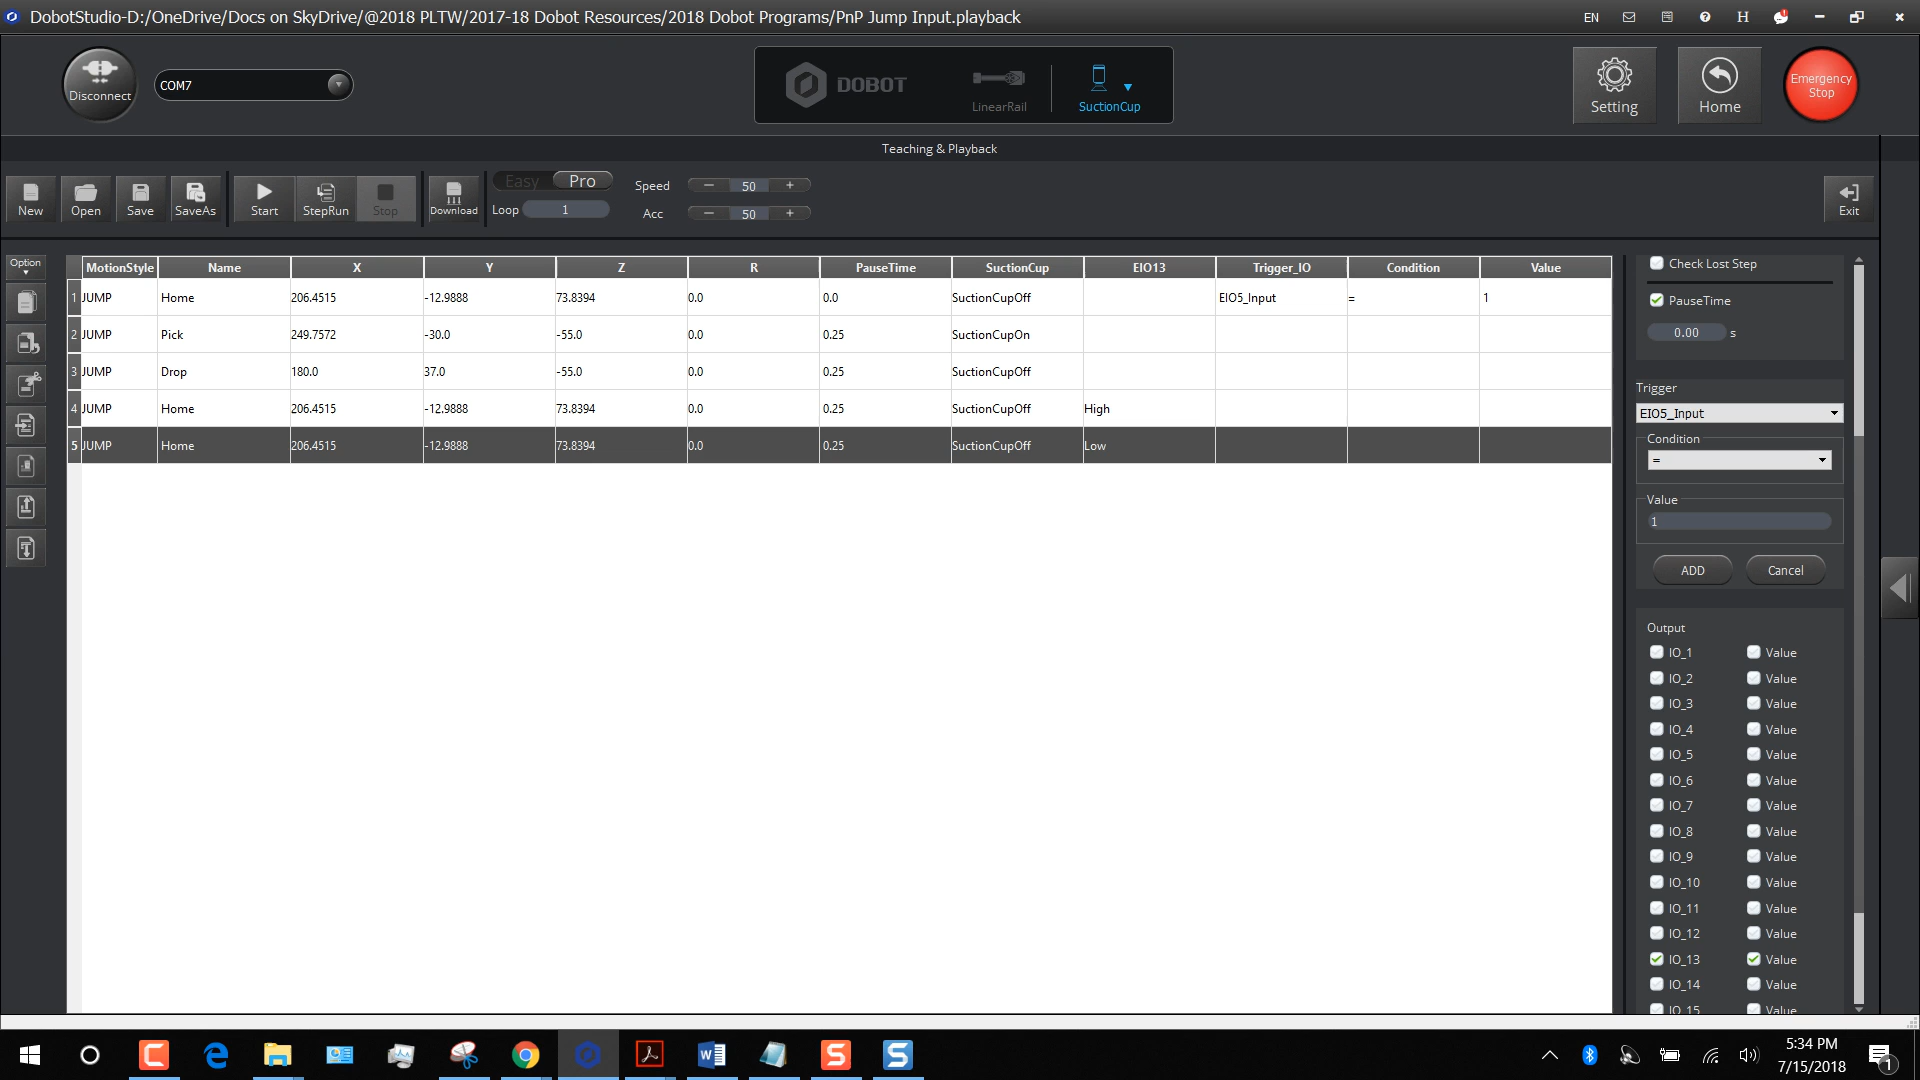 DobotStudio-D:/OneDrive/Docs on SkyDrive/@2018 PLTW/2017-18 Dobot Resources/2018 Dobot Programs/PnP Jump Input.playback EN H
Disconnect COM7 DOBOT LinearRail SuctionCup Setting Home Emergency Stop
Teaching & Playback
New Open Save SaveAs Start StepRun Stop Download Easy Pro Speed 50 Exit
Loop 1 Acc 50
Option
MotionStyle Name X Y Z R PauseTime SuctionCup EIO13 Trigger_IO Condition Value
1 JUMP Home 206.4515 -12.9888 73.8394 0.0 0.0 SuctionCupOff EIO5_Input = 1
2 JUMP Pick 249.7572 -30.0 -55.0 0.0 0.25 SuctionCupOn
3 JUMP Drop 180.0 37.0 -55.0 0.0 0.25 SuctionCupOff
4 JUMP Home 206.4515 -12.9888 73.8394 0.0 0.25 SuctionCupOff High
5 JUMP Home 206.4515 -12.9888 73.8394 0.0 0.25 SuctionCupOff Low
Check Lost Step
PauseTime
0.00 s
Trigger
EIO5_Input
Condition
=
Value
1
ADD Cancel
Output
IO_1 Value
IO_2 Value
IO_3 Value
IO_4 Value
IO_5 Value
IO_6 Value
IO_7 Value
IO_8 Value
IO_9 Value
IO_10 Value
IO_11 Value
IO_12 Value
IO_13 Value
IO_14 Value
IO_15 Value
5:34 PM
7/15/2018
1